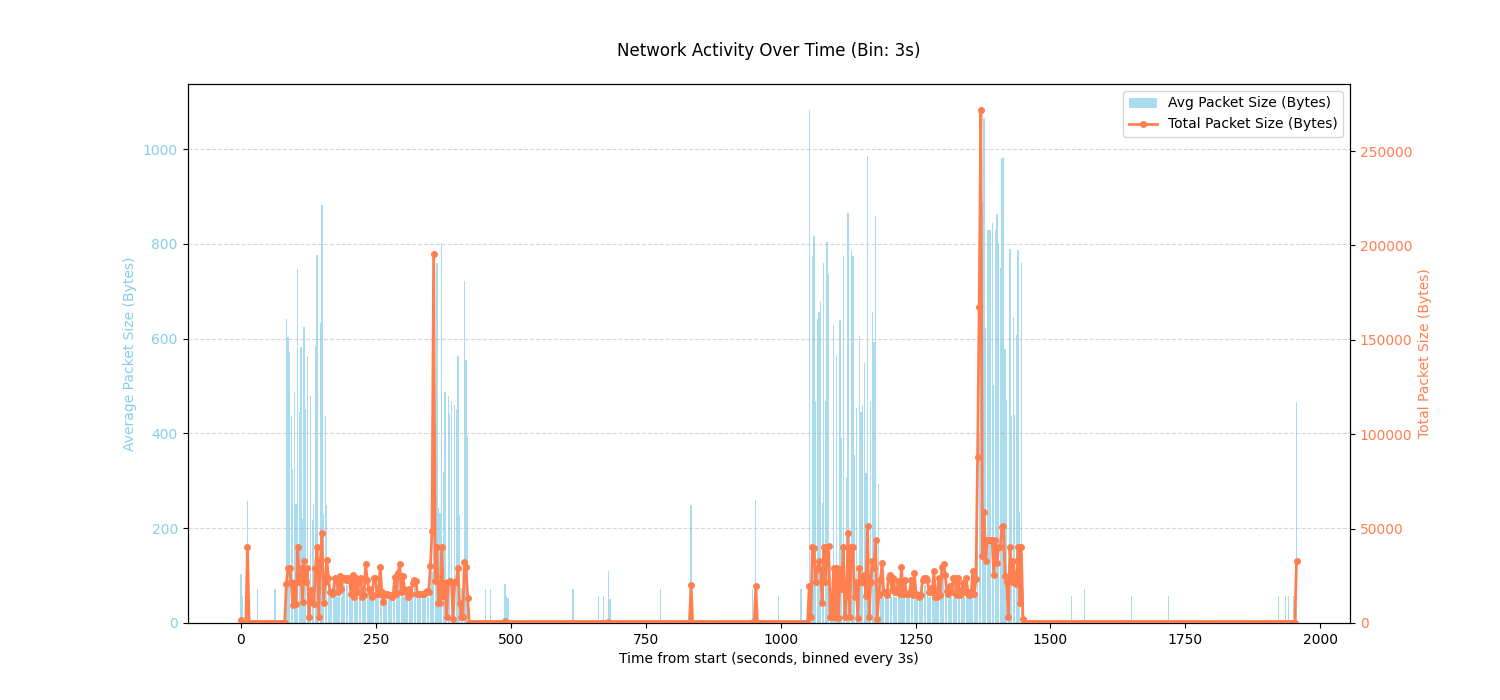 Network Activity Over Time (Bin: 3s)
Avg Packet Size (Bytes)
Total Packet Size (Bytes)
Average Packet Size (Bytes)
1000
800
600
400
200
0
Total Packet Size (Bytes)
250000
200000
150000
100000
50000
0
0 250 500 750 1000 1250 1500 1750 2000
Time from start (seconds, binned every 3s)